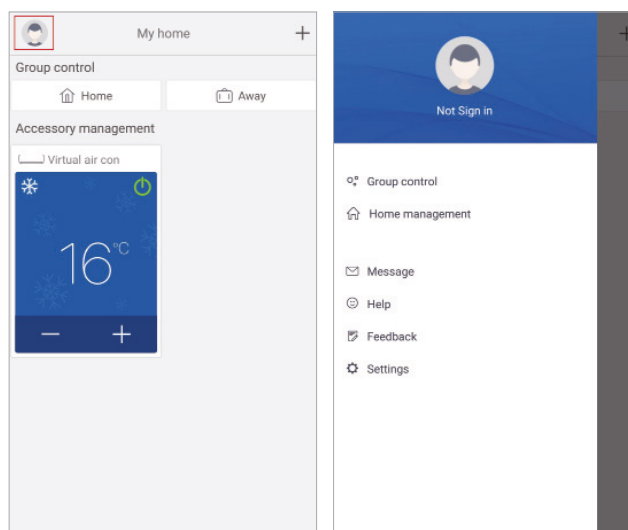 My home
+
Group control
Home
Away
Accessory management
Virtual air con
16°C
− +
Not Sign in
Group control
Home management
Message
Help
Feedback
Settings